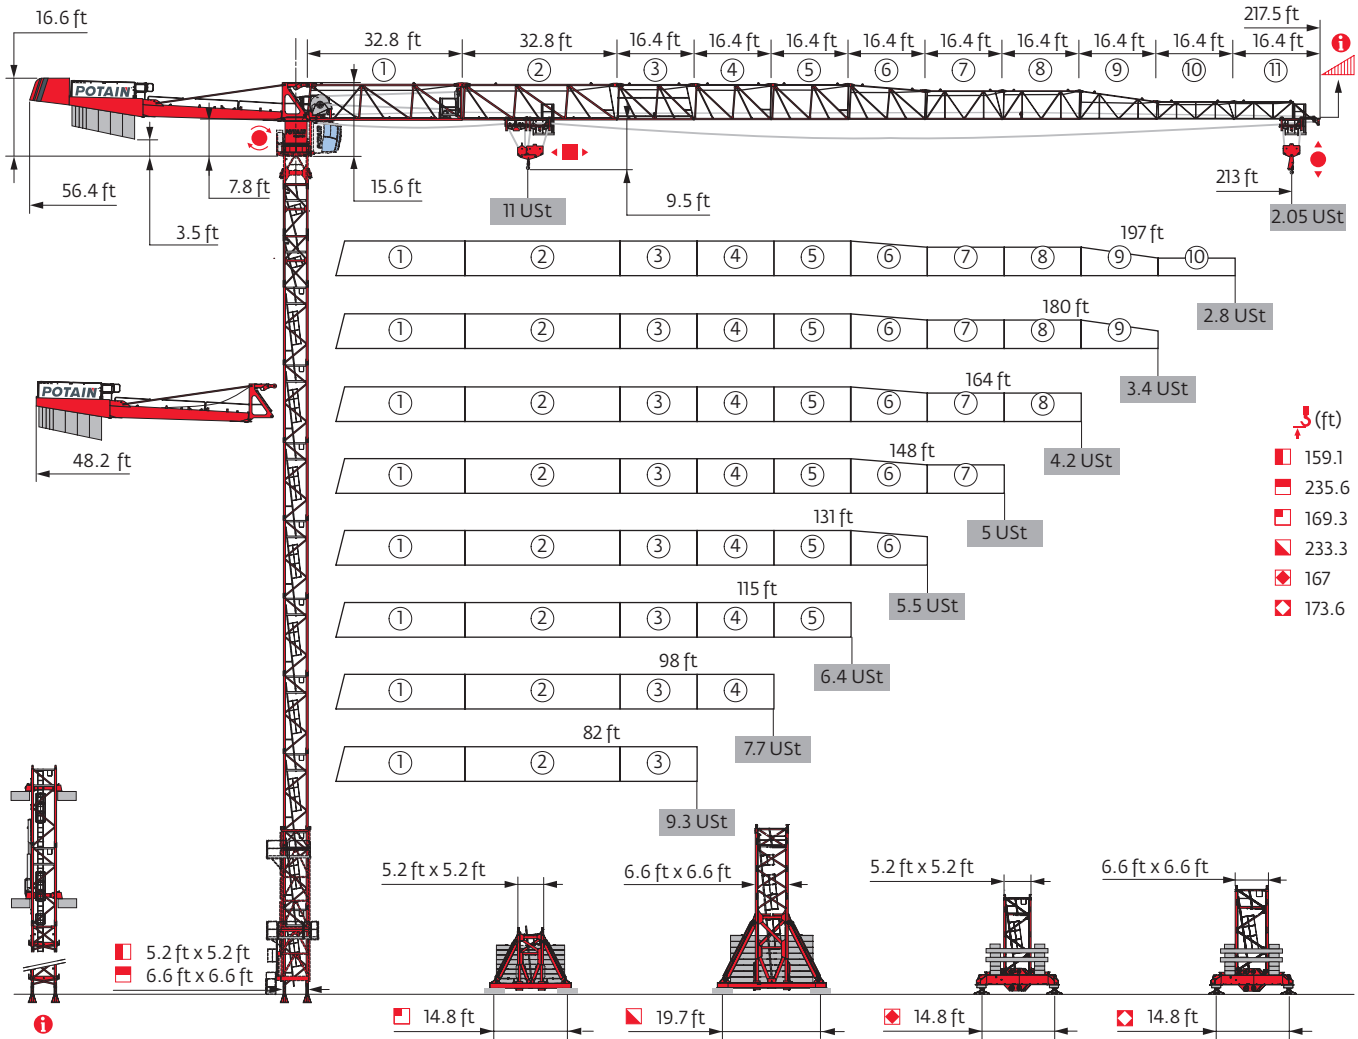 16.6 ft
217.5 ft
32.8 ft
32.8 ft
16.4 ft
16.4 ft
16.4 ft
16.4 ft
16.4 ft
16.4 ft
16.4 ft
16.4 ft
16.4 ft
i
1
2
3
4
5
6
7
8
9
10
11
POTAIN
56.4 ft
7.8 ft
15.6 ft
3.5 ft
9.5 ft
11 USt
213 ft
2.05 USt
197 ft
1
2
3
4
5
6
7
8
9
10
2.8 USt
180 ft
1
2
3
4
5
6
7
8
9
3.4 USt
POTAIN
48.2 ft
164 ft
1
2
3
4
5
6
7
8
4.2 USt
148 ft
1
2
3
4
5
6
7
5 USt
131 ft
1
2
3
4
5
6
5.5 USt
115 ft
1
2
3
4
5
6.4 USt
98 ft
1
2
3
4
7.7 USt
82 ft
1
2
3
9.3 USt
(ft)
159.1
235.6
169.3
233.3
167
173.6
5.2 ft x 5.2 ft
6.6 ft x 6.6 ft
5.2 ft x 5.2 ft
6.6 ft x 6.6 ft
5.2 ft x 5.2 ft
6.6 ft x 6.6 ft
i
14.8 ft
19.7 ft
14.8 ft
14.8 ft